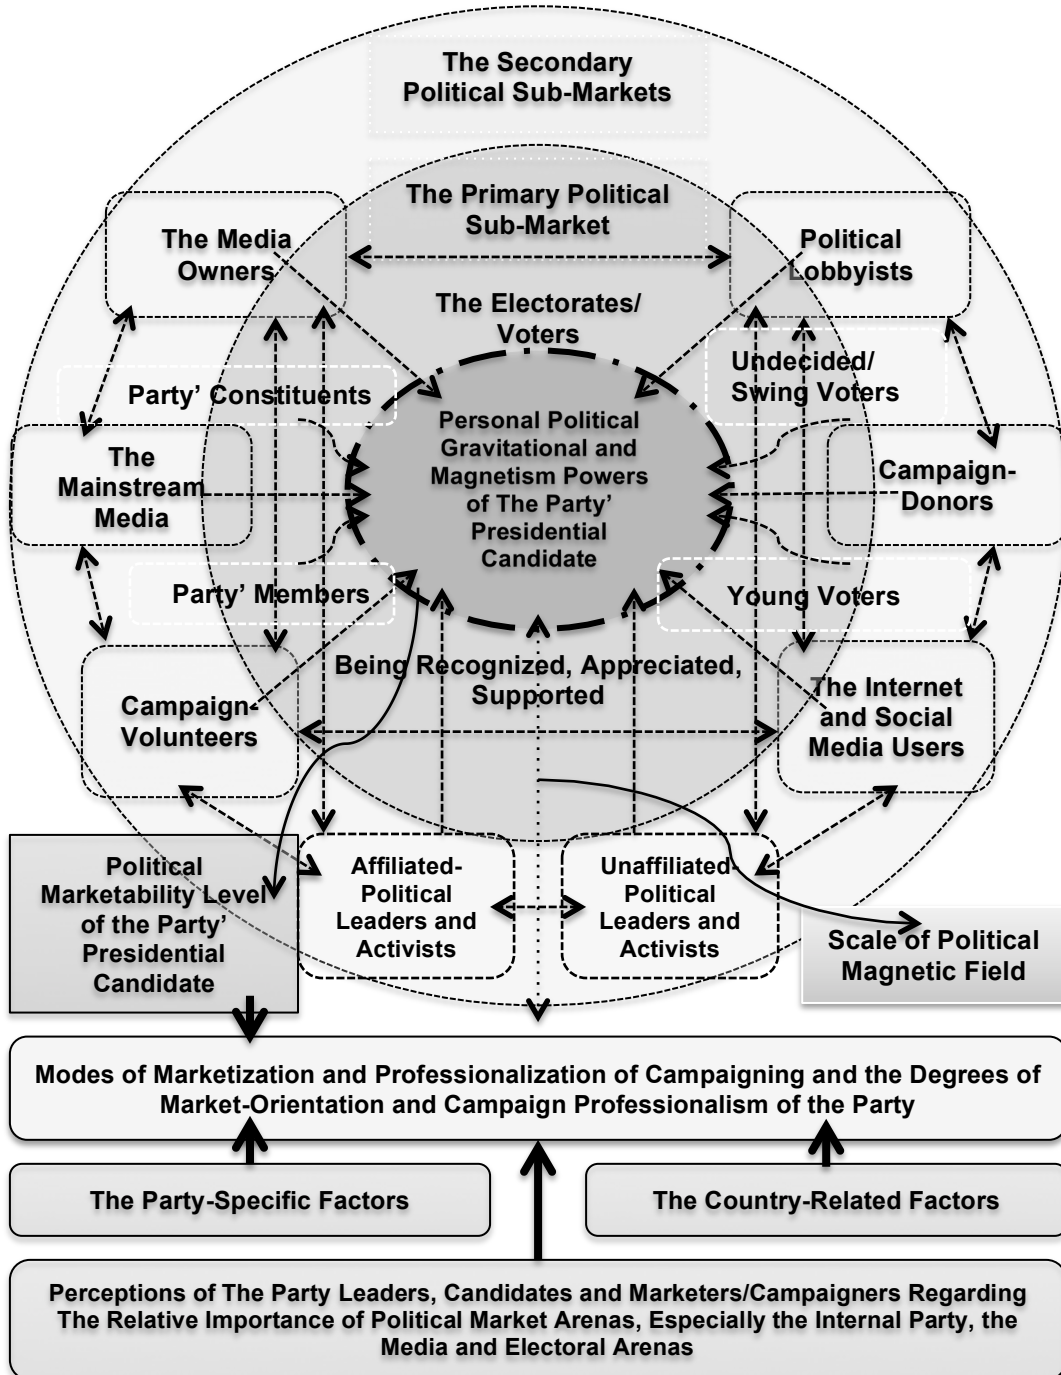 The Secondary
Political Sub-Markets
The Primary Political
Sub-Market
The Media
Owners
Political
Lobbyists
The Electorates/
Voters
Party’ Constituents
Undecided/
Swing Voters
Personal Political
Gravitational and
Magnetism Powers
of The Party’
Presidential
Candidate
The
Mainstream
Media
Campaign-
Donors
Party’ Members
Young Voters
Being Recognized, Appreciated,
Supported
Campaign-
Volunteers
The Internet
and Social
Media Users
Political
Marketability Level
of the Party’
Presidential
Candidate
Affiliated-
Political
Leaders and
Activists
Unaffiliated-
Political
Leaders and
Activists
Scale of Political
Magnetic Field
Modes of Marketization and Professionalization of Campaigning and the Degrees of
Market-Orientation and Campaign Professionalism of the Party
The Party-Specific Factors
The Country-Related Factors
Perceptions of The Party Leaders, Candidates and Marketers/Campaigners Regarding
The Relative Importance of Political Market Arenas, Especially the Internal Party, the
Media and Electoral Arenas